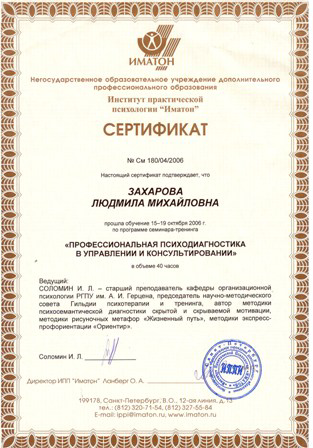 ИМАТОН
Негосударственное образовательное учреждение дополнительного
профессионального образования
Институт практической
психологии "Иматон"
СЕРТИФИКАТ
№ См 180/04/2006
Настоящий сертификат подтверждает, что
ЗАХАРОВА
ЛЮДМИЛА МИХАЙЛОВНА
прошла обучение 15–19 октября 2006 г.
по программе семинара-тренинга
«ПРОФЕССИОНАЛЬНАЯ ПСИХОДИАГНОСТИКА
В УПРАВЛЕНИИ И КОНСУЛЬТИРОВАНИИ»
в объеме 40 часов
Ведущий:
СОЛОМИН И. Л. – старший преподаватель кафедры организационной
психологии РГПУ им. А. И. Герцена, председатель научно-методического
совета Гильдии психотерапии и тренинга, автор методики
психосемантической диагностики скрытой и скрываемой мотивации,
методики рисуночных метафор «Жизненный путь», методики экспресс-
профориентации «Ориентир».
Соломин И. Л.
Директор ИПП "Иматон" Ланберг О. А.
199178, Санкт-Петербург, В.О., 12-ая линия, д.13
тел.: (812) 320-71-54, (812) 327-55-84
E-mail: ippi@imaton.com, http://www.imaton.ru